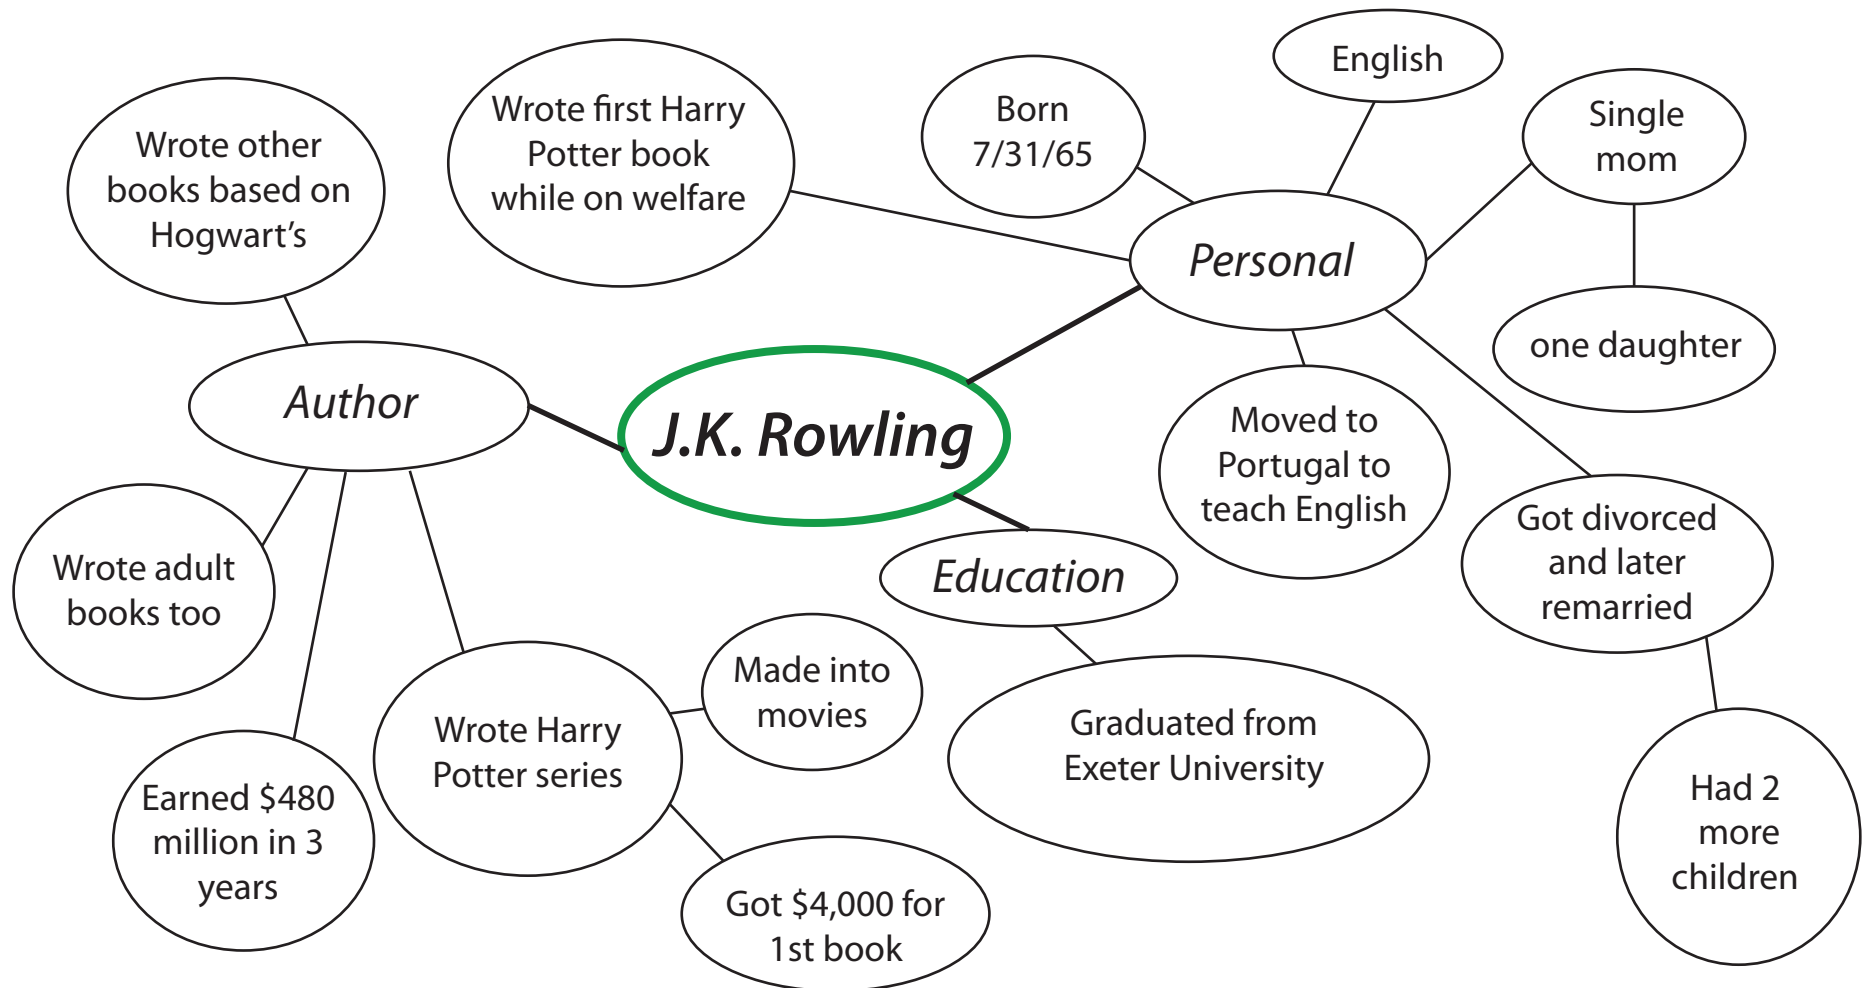 English
Wrote first Harry
Potter book
while on welfare
Born
7/31/65
Single
mom
Wrote other
books based on
Hogwart's
Personal
one daughter
Author
J.K. Rowling
Moved to
Portugal to
teach English
Got divorced
and later
remarried
Education
Wrote adult
books too
Made into
movies
Wrote Harry
Potter series
Graduated from
Exeter University
Earned $480
million in 3
years
Had 2
more
children
Got $4,000 for
1st book